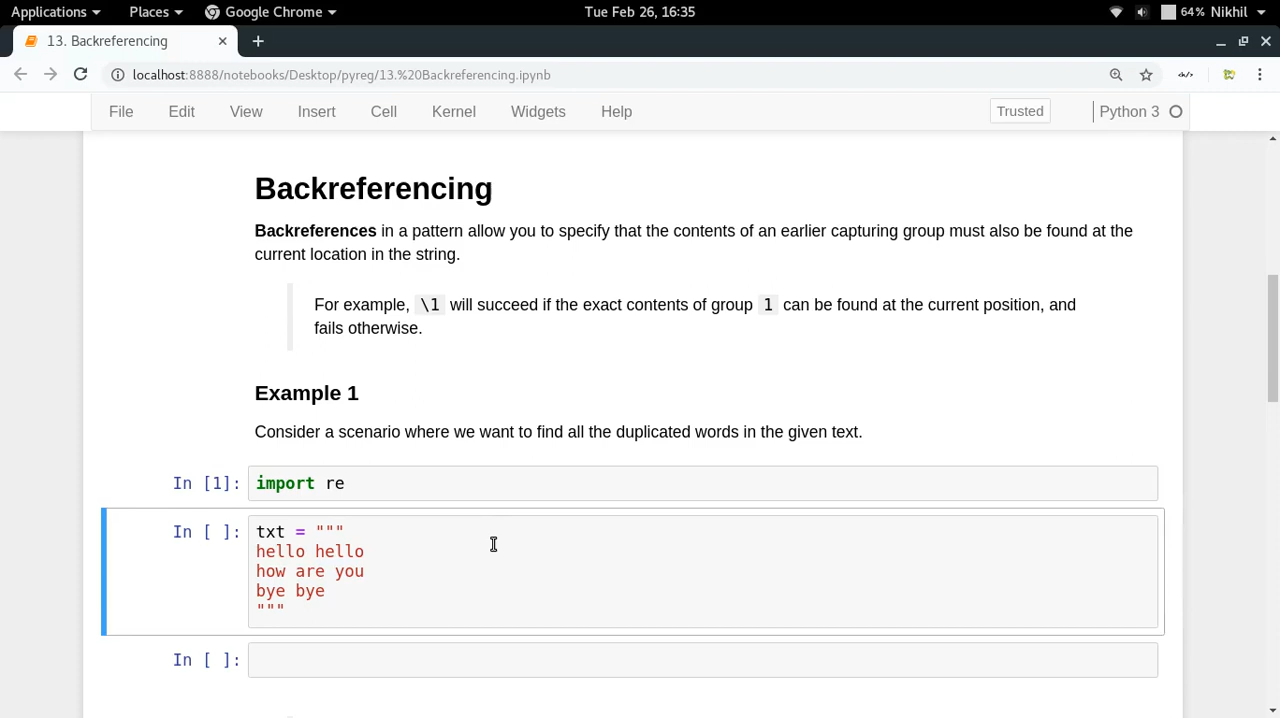 Applications Places Google Chrome Tue Feb 26, 16:35 64% Nikhil
13. Backreferencing
localhost:8888/notebooks/Desktop/pyreg/13.%20Backreferencing.ipynb
File Edit View Insert Cell Kernel Widgets Help Trusted Python 3
Backreferencing
Backreferences in a pattern allow you to specify that the contents of an earlier capturing group must also be found at the
current location in the string.
For example, \1 will succeed if the exact contents of group 1 can be found at the current position, and
fails otherwise.
Example 1
Consider a scenario where we want to find all the duplicated words in the given text.
In [1]: import re
In [ ]: txt = """
hello hello
how are you
bye bye
"""
In [ ]: